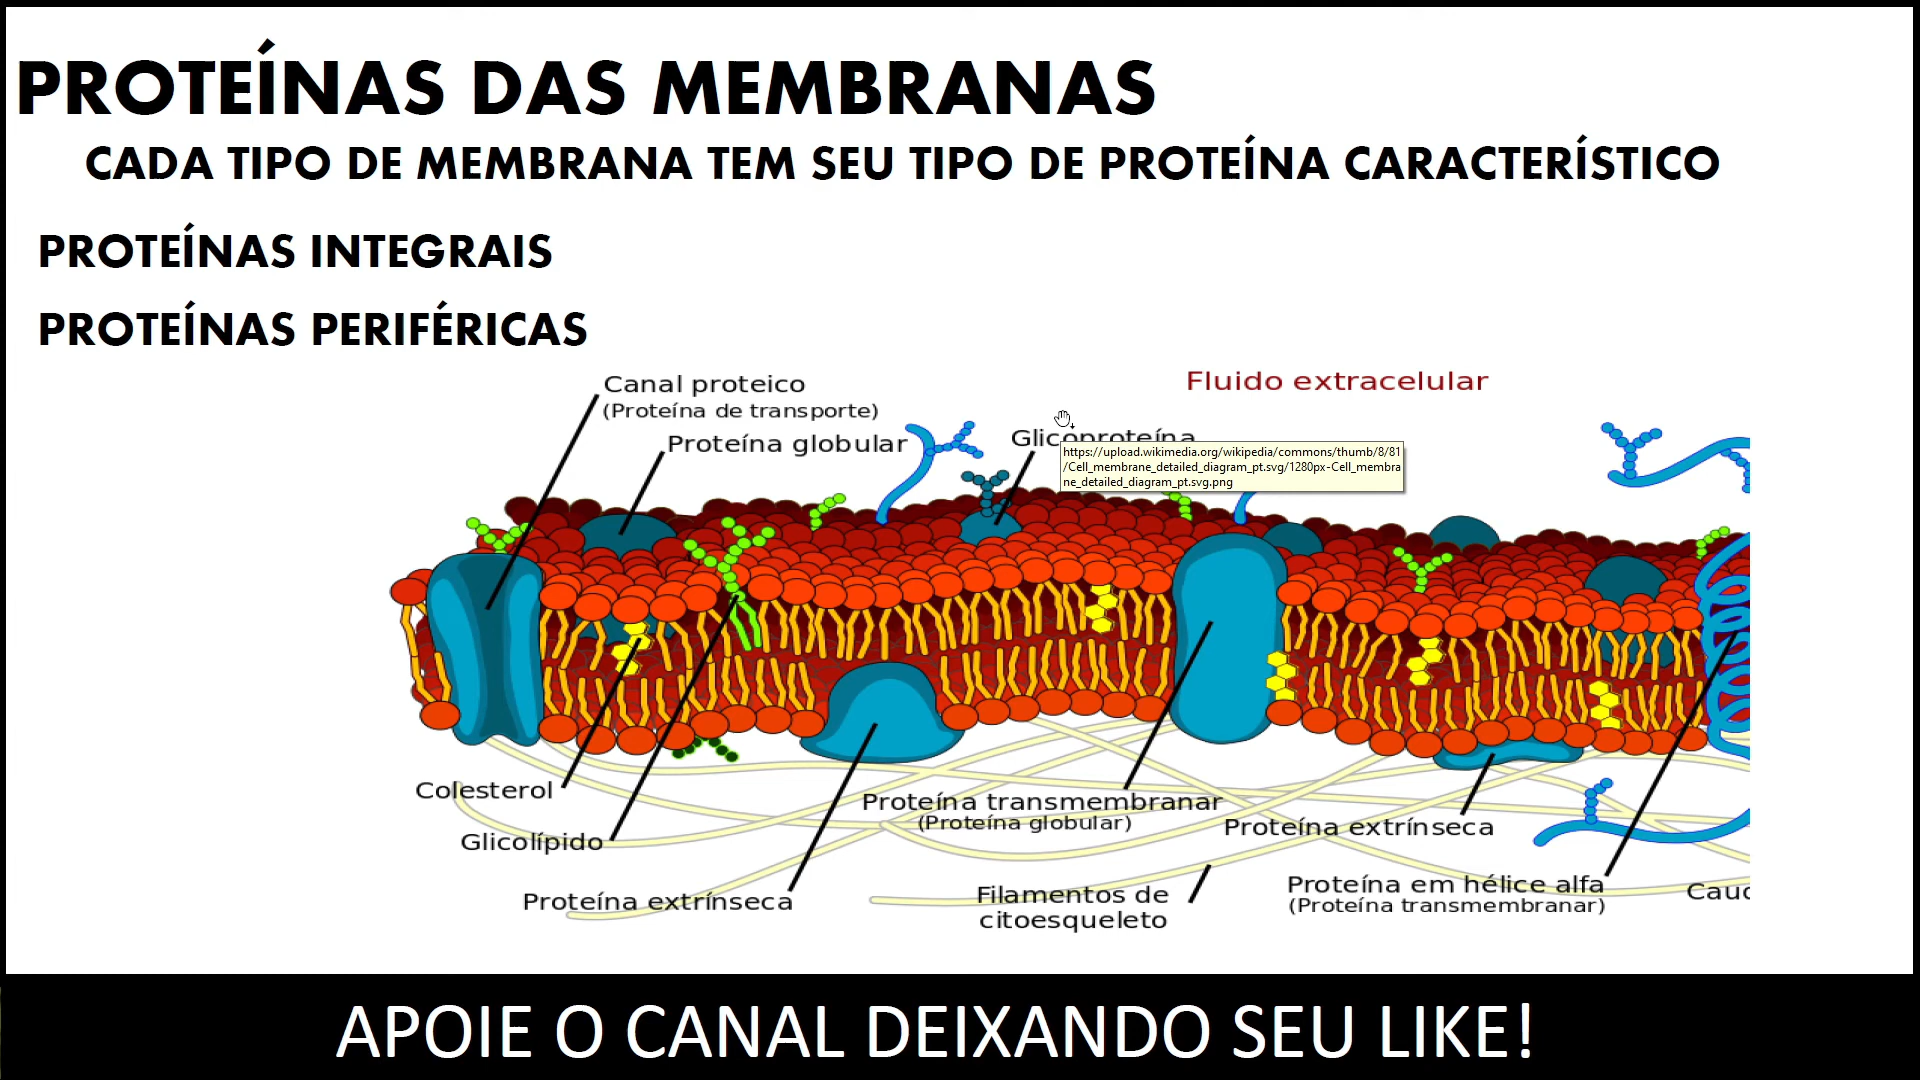 PROTEÍNAS DAS MEMBRANAS
CADA TIPO DE MEMBRANA TEM SEU TIPO DE PROTEÍNA CARACTERÍSTICO
PROTEÍNAS INTEGRAIS
PROTEÍNAS PERIFÉRICAS
Canal proteico
(Proteína de transporte)
Proteína globular
Glicoproteína
Fluido extracelular
https://upload.wikimedia.org/wikipedia/commons/thumb/8/81
/Cell_membrane_detailed_diagram_pt.svg/1280px-Cell_membra
ne_detailed_diagram_pt.svg.png
Colesterol
Glicolípido
Proteína extrínseca
Proteína transmembranar
(Proteína globular)
Filamentos de
citoesqueleto
Proteína extrínseca
Proteína em hélice alfa
(Proteína transmembranar)
APOIE O CANAL DEIXANDO SEU LIKE!